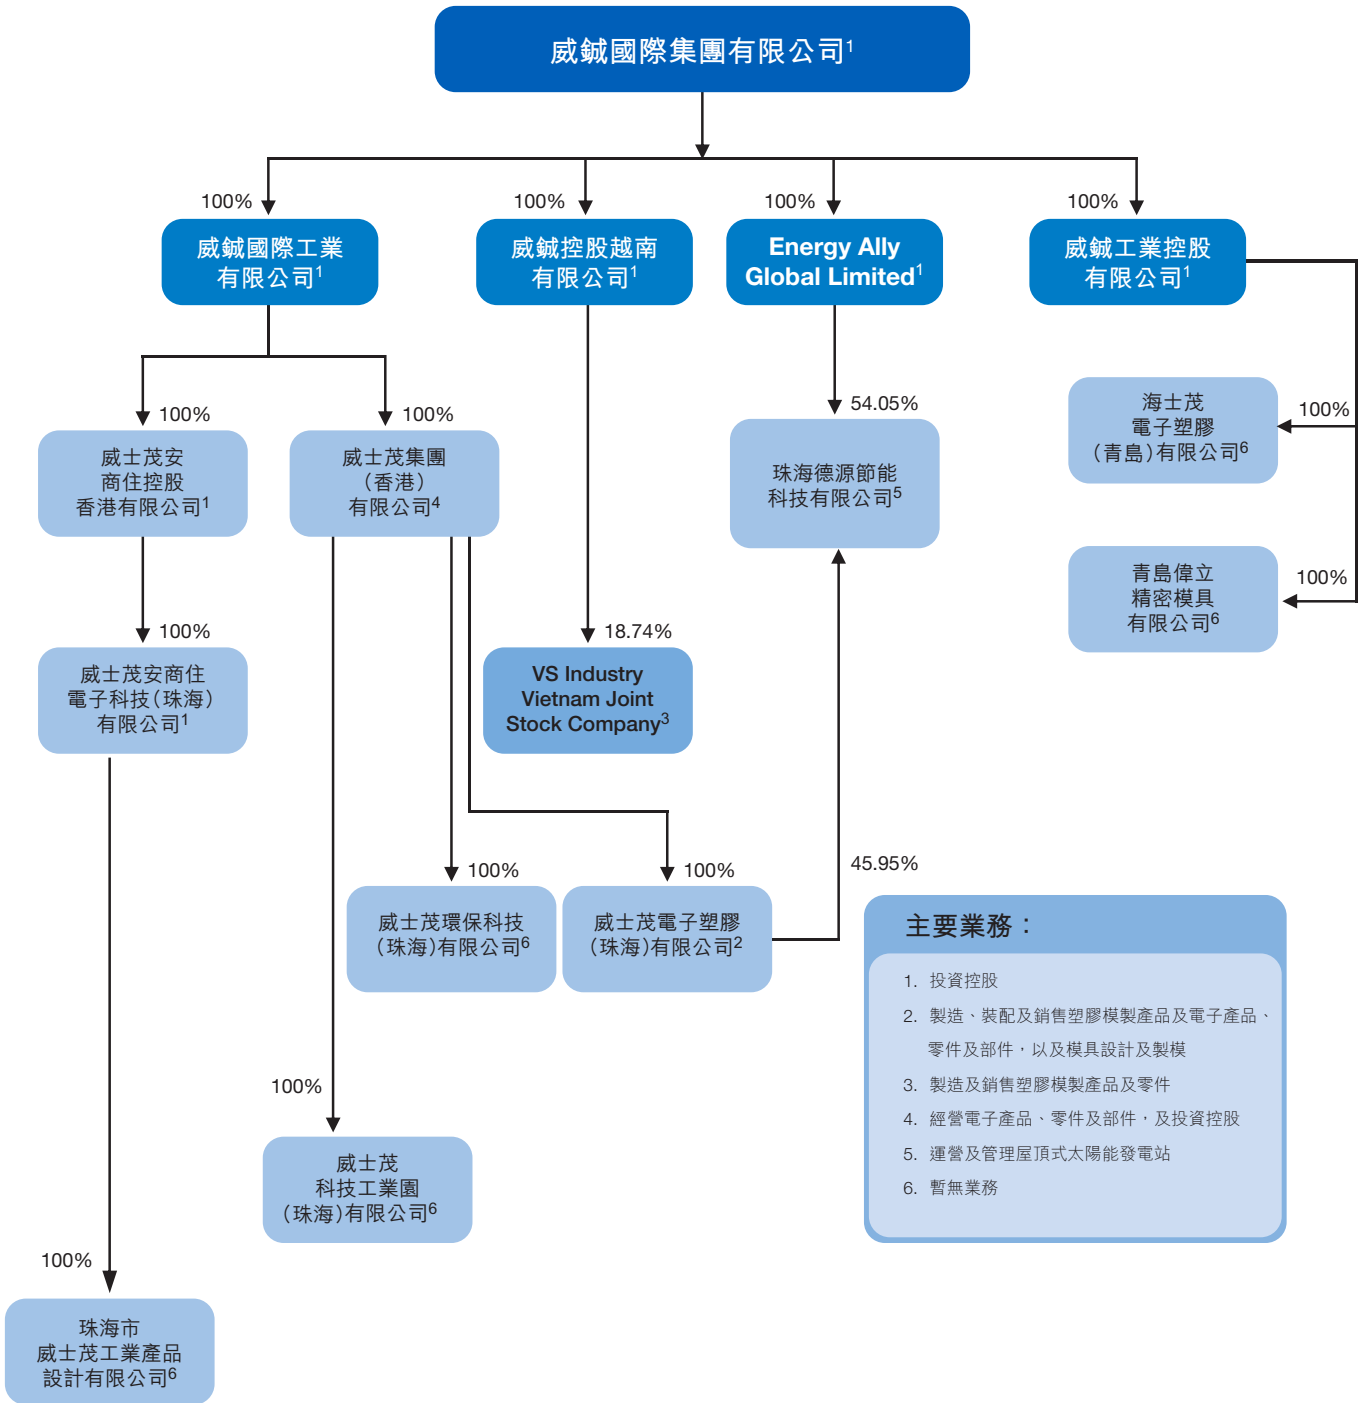 威鋮國際集團有限公司1
100%
100%
100%
100%
威鋮國際工業
有限公司1
威鋮控股越南
有限公司1
Energy Ally
Global Limited1
威鋮工業控股
有限公司1
100%
100%
54.05%
100%
威士茂安
商住控股
香港有限公司1
威士茂集團
（香港）
有限公司4
珠海德源節能
科技有限公司5
海士茂
電子塑膠
（青島）有限公司6
100%
青島偉立
精密模具
有限公司6
100%
18.74%
威士茂安商住
電子科技（珠海）
有限公司1
VS Industry
Vietnam Joint
Stock Company3
100%
100%
45.95%
威士茂環保科技
（珠海）有限公司6
威士茂電子塑膠
（珠海）有限公司2
100%
威士茂
科技工業園
（珠海）有限公司6
100%
珠海市
威士茂工業產品
設計有限公司6
主要業務：
1. 投資控股
2. 製造、裝配及銷售塑膠模製產品及電子產品、
零件及部件，以及模具設計及製模
3. 製造及銷售塑膠模製產品及零件
4. 經營電子產品、零件及部件，及投資控股
5. 運營及管理屋頂式太陽能發電站
6. 暫無業務